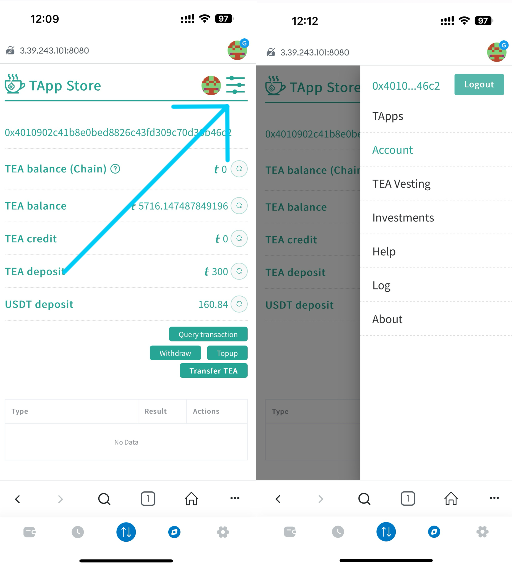 12:09
97
3.39.243.101:8080
G
TApp Store
0x4010902c41b8e0bed8826c43fd309c70d36b46c2
TEA balance (Chain) ?
t 0
TEA balance
t 5716.147487849196
TEA credit
t 0
TEA deposit
t 300
USDT deposit
160.84
Query transaction
Withdraw
Topup
Transfer TEA
Type
Result
Actions
No Data
1
12:12
97
3.39.243.101:8080
G
TApp Store
0x4010902c41b8e0be
TEA balance (Chai
TEA balance
TEA credit
TEA deposit
USDT deposit
Type
0x4010...46c2
Logout
TApps
Account
TEA Vesting
Investments
Help
Log
About
1